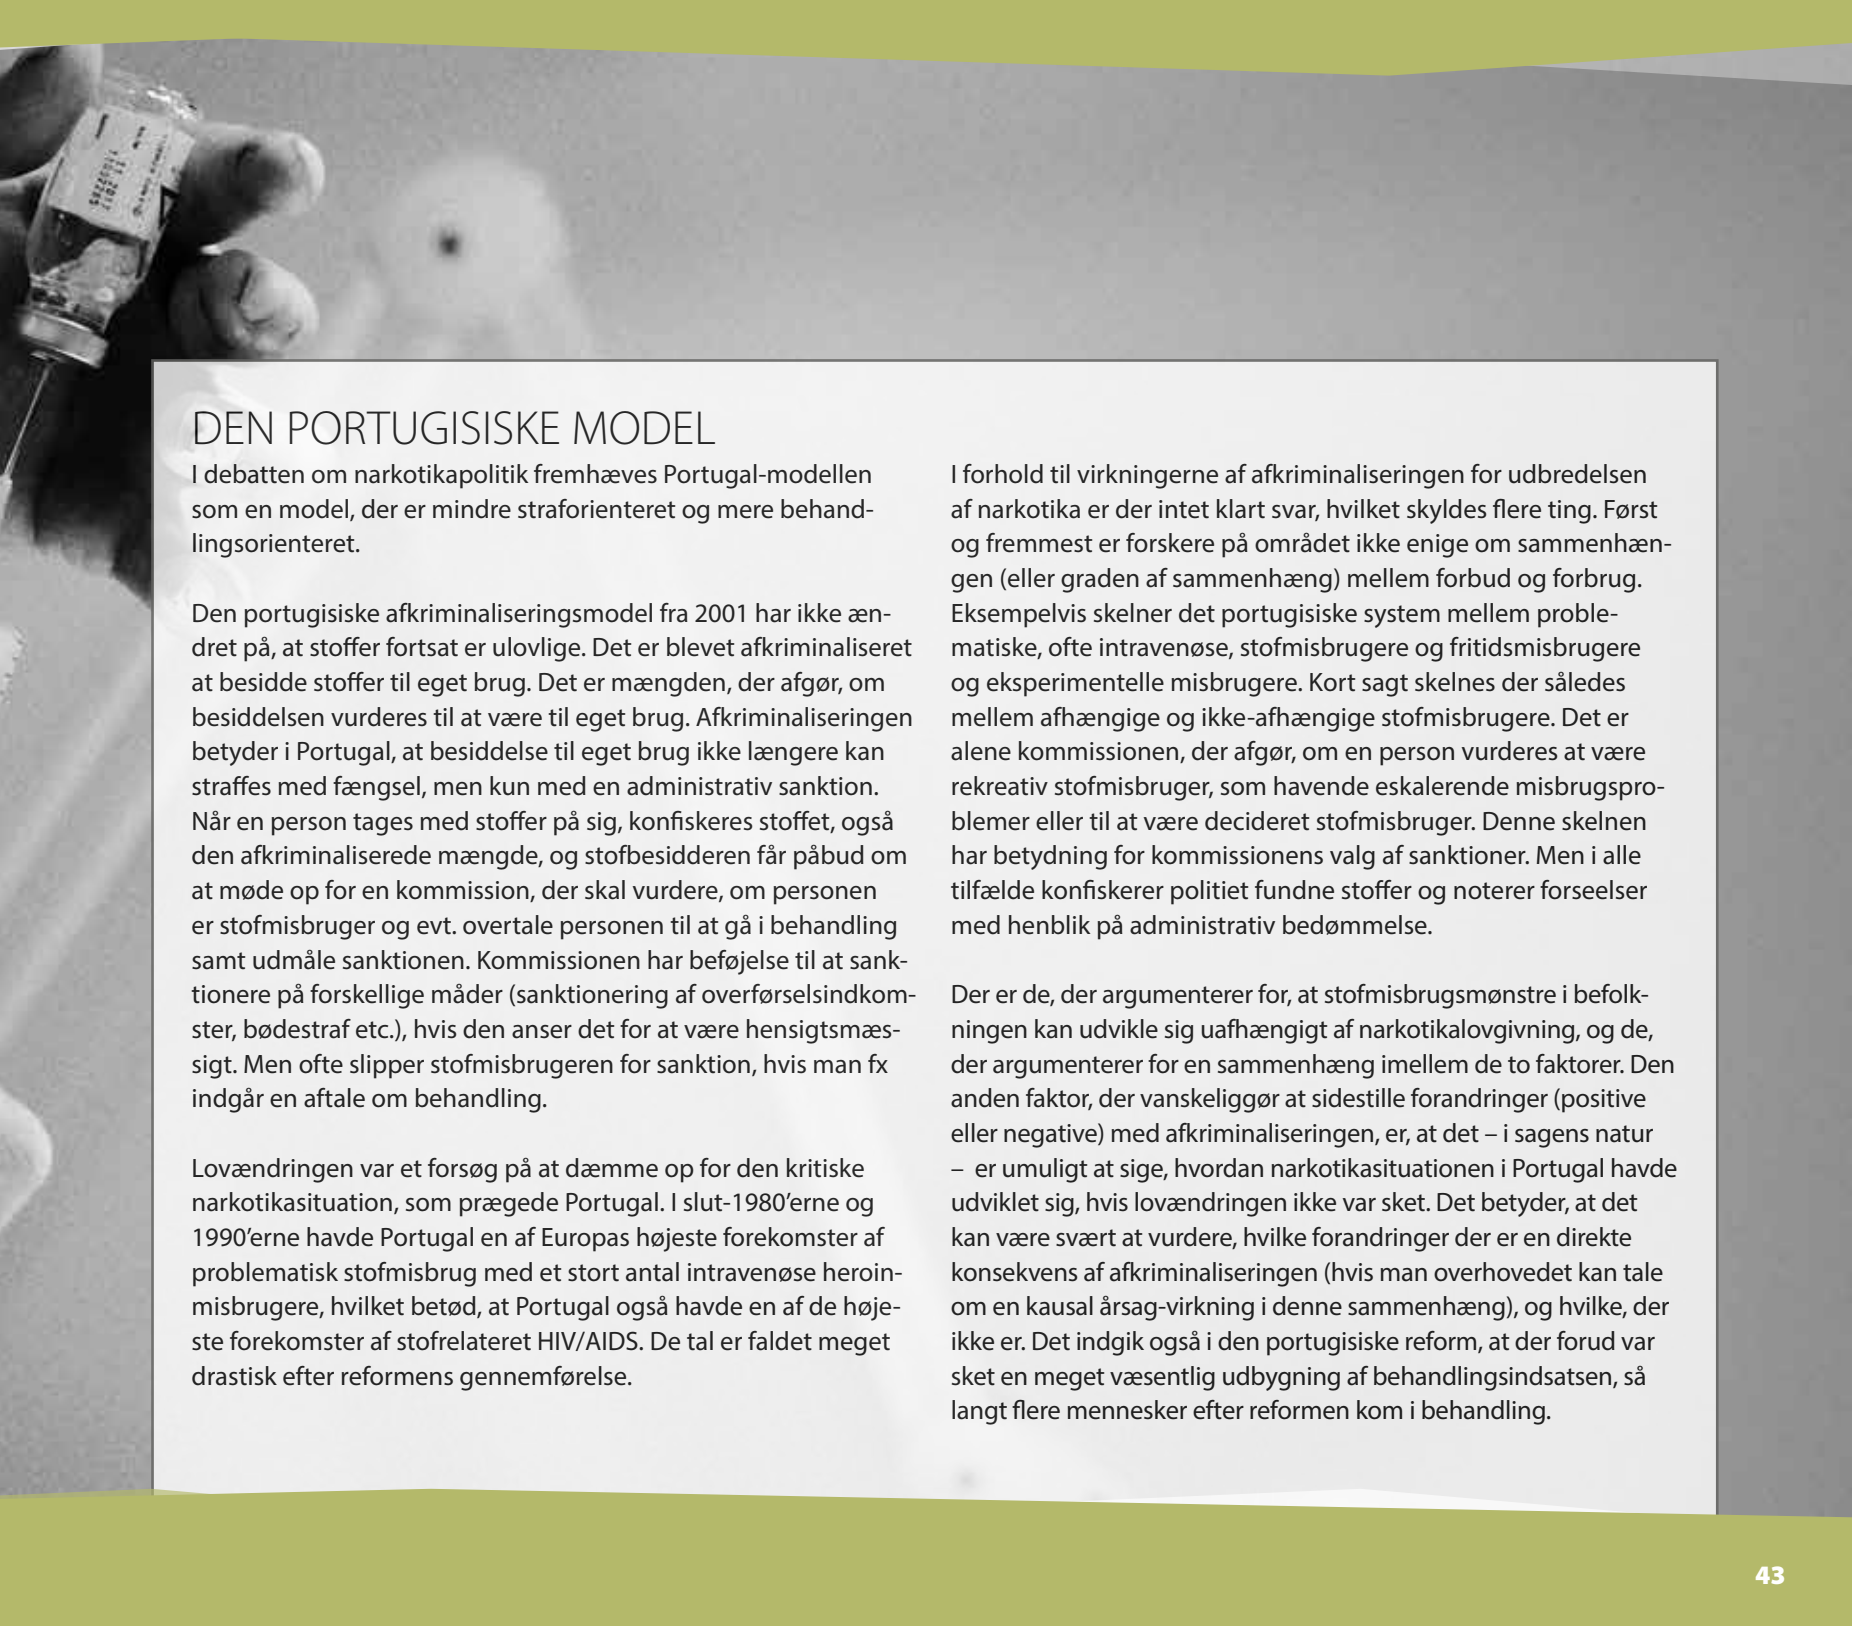 DEN PORTUGISISKE MODEL
I debatten om narkotikapolitik fremhæves Portugal-modellen
som en model, der er mindre straforienteret og mere behand-
lingsorienteret.
Den portugisiske afkriminaliseringsmodel fra 2001 har ikke æn-
dret på, at stoffer fortsat er ulovlige. Det er blevet afkriminaliseret
at besidde stoffer til eget brug. Det er mængden, der afgør, om
besiddelsen vurderes til at være til eget brug. Afkriminaliseringen
betyder i Portugal, at besiddelse til eget brug ikke længere kan
straffes med fængsel, men kun med en administrativ sanktion.
Når en person tages med stoffer på sig, konfiskeres stoffet, også
den afkriminaliserede mængde, og stofbesidderen får påbud om
at møde op for en kommission, der skal vurdere, om personen
er stofmisbruger og evt. overtale personen til at gå i behandling
samt udmåle sanktionen. Kommissionen har beføjelse til at sank-
tionere på forskellige måder (sanktionering af overførselsindkom-
ster, bødestraf etc.), hvis den anser det for at være hensigtsmæs-
sigt. Men ofte slipper stofmisbrugeren for sanktion, hvis man fx
indgår en aftale om behandling.
Lovændringen var et forsøg på at dæmme op for den kritiske
narkotikasituation, som prægede Portugal. I slut-1980’erne og
1990’erne havde Portugal en af Europas højeste forekomster af
problematisk stofmisbrug med et stort antal intravenøse heroin-
misbrugere, hvilket betød, at Portugal også havde en af de høje-
ste forekomster af stofrelateret HIV/AIDS. De tal er faldet meget
drastisk efter reformens gennemførelse.
I forhold til virkningerne af afkriminaliseringen for udbredelsen
af narkotika er der intet klart svar, hvilket skyldes flere ting. Først
og fremmest er forskere på området ikke enige om sammenhæn-
gen (eller graden af sammenhæng) mellem forbud og forbrug.
Eksempelvis skelner det portugisiske system mellem proble-
matiske, ofte intravenøse, stofmisbrugere og fritidsmisbrugere
og eksperimentelle misbrugere. Kort sagt skelnes der således
mellem afhængige og ikke-afhængige stofmisbrugere. Det er
alene kommissionen, der afgør, om en person vurderes at være
rekreativ stofmisbruger, som havende eskalerende misbrugspro-
blemer eller til at være decideret stofmisbruger. Denne skelnen
har betydning for kommissionens valg af sanktioner. Men i alle
tilfælde konfiskerer politiet fundne stoffer og noterer forseelser
med henblik på administrativ bedømmelse.
Der er de, der argumenterer for, at stofmisbrugsmønstre i befolk-
ningen kan udvikle sig uafhængigt af narkotikalovgivning, og de,
der argumenterer for en sammenhæng imellem de to faktorer. Den
anden faktor, der vanskeliggør at sidestille forandringer (positive
eller negative) med afkriminaliseringen, er, at det – i sagens natur
– er umuligt at sige, hvordan narkotikasituationen i Portugal havde
udviklet sig, hvis lovændringen ikke var sket. Det betyder, at det
kan være svært at vurdere, hvilke forandringer der er en direkte
konsekvens af afkriminaliseringen (hvis man overhovedet kan tale
om en kausal årsag-virkning i denne sammenhæng), og hvilke, der
ikke er. Det indgik også i den portugisiske reform, at der forud var
sket en meget væsentlig udbygning af behandlingsindsatsen, så
langt flere mennesker efter reformen kom i behandling.
43